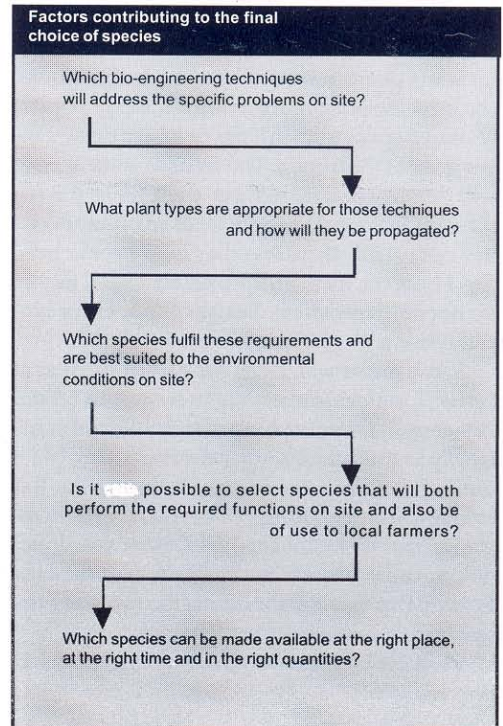 Factors contributing to the final
choice of species
Which bio-engineering techniques
will address the specific problems on site?
What plant types are appropriate for those techniques
and how will they be propagated?
Which species fulfil these requirements and
are best suited to the environmental
conditions on site?
Is it possible to select species that will both
perform the required functions on site and also be
of use to local farmers?
Which species can be made available at the right place,
at the right time and in the right quantities?